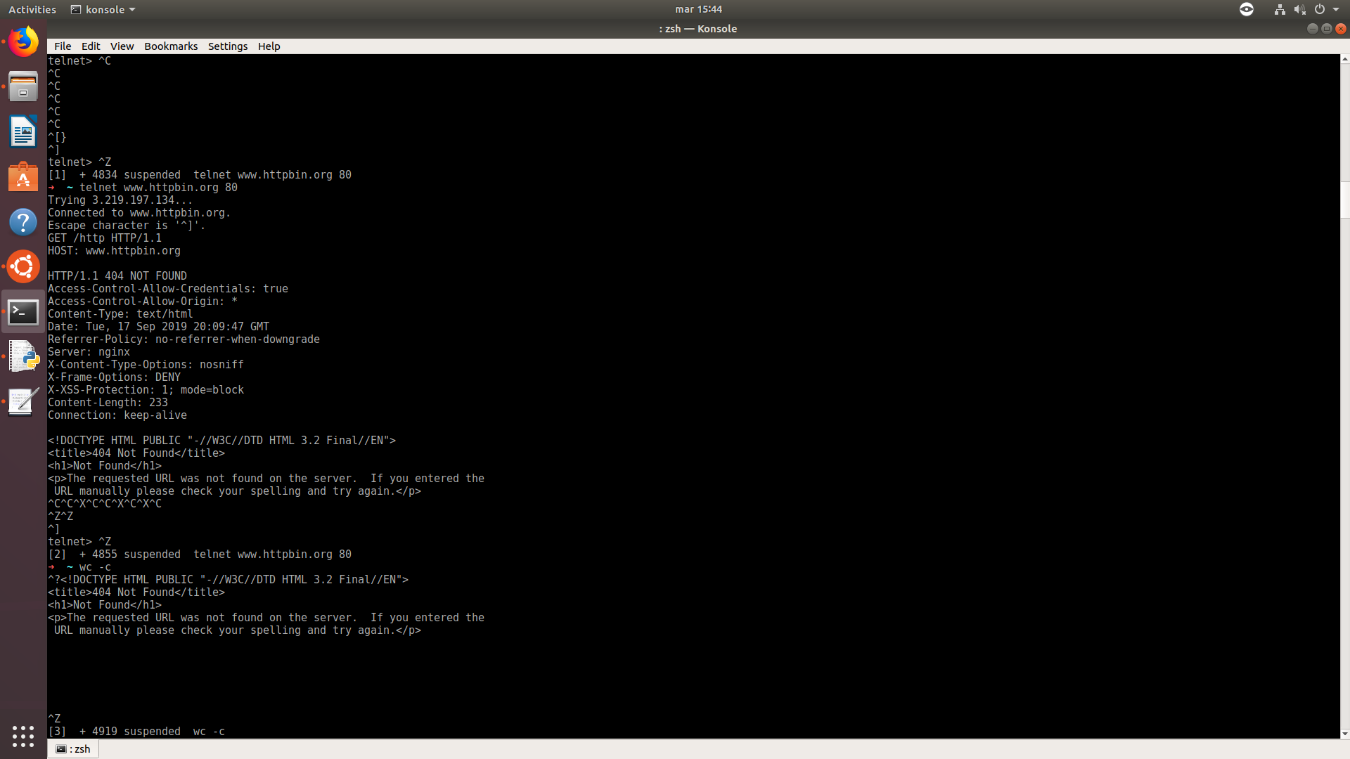 Activities konsole mar 15:44
: zsh — Konsole
File Edit View Bookmarks Settings Help
telnet> ^C
^C
^C
^C
^C
^C
^[}
^]
telnet> ^Z
[1]  + 4834 suspended  telnet www.httpbin.org 80
➜  ~ telnet www.httpbin.org 80
Trying 3.219.197.134...
Connected to www.httpbin.org.
Escape character is '^]'.
GET /http HTTP/1.1
HOST: www.httpbin.org
HTTP/1.1 404 NOT FOUND
Access-Control-Allow-Credentials: true
Access-Control-Allow-Origin: *
Content-Type: text/html
Date: Tue, 17 Sep 2019 20:09:47 GMT
Referrer-Policy: no-referrer-when-downgrade
Server: nginx
X-Content-Type-Options: nosniff
X-Frame-Options: DENY
X-XSS-Protection: 1; mode=block
Content-Length: 233
Connection: keep-alive
<!DOCTYPE HTML PUBLIC "-//W3C//DTD HTML 3.2 Final//EN">
<title>404 Not Found</title>
<h1>Not Found</h1>
<p>The requested URL was not found on the server.  If you entered the
 URL manually please check your spelling and try again.</p>
^C^C^X^C^C^X^C^X^C
^Z^Z
^]
telnet> ^Z
[2]  + 4855 suspended  telnet www.httpbin.org 80
➜  ~ wc -c
^?<!DOCTYPE HTML PUBLIC "-//W3C//DTD HTML 3.2 Final//EN">
<title>404 Not Found</title>
<h1>Not Found</h1>
<p>The requested URL was not found on the server.  If you entered the
 URL manually please check your spelling and try again.</p>
^Z
[3]  + 4919 suspended  wc -c
: zsh